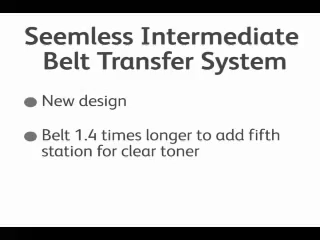 Seemless Intermediate
Belt Transfer System
New design
Belt 1.4 times longer to add fifth
station for clear toner